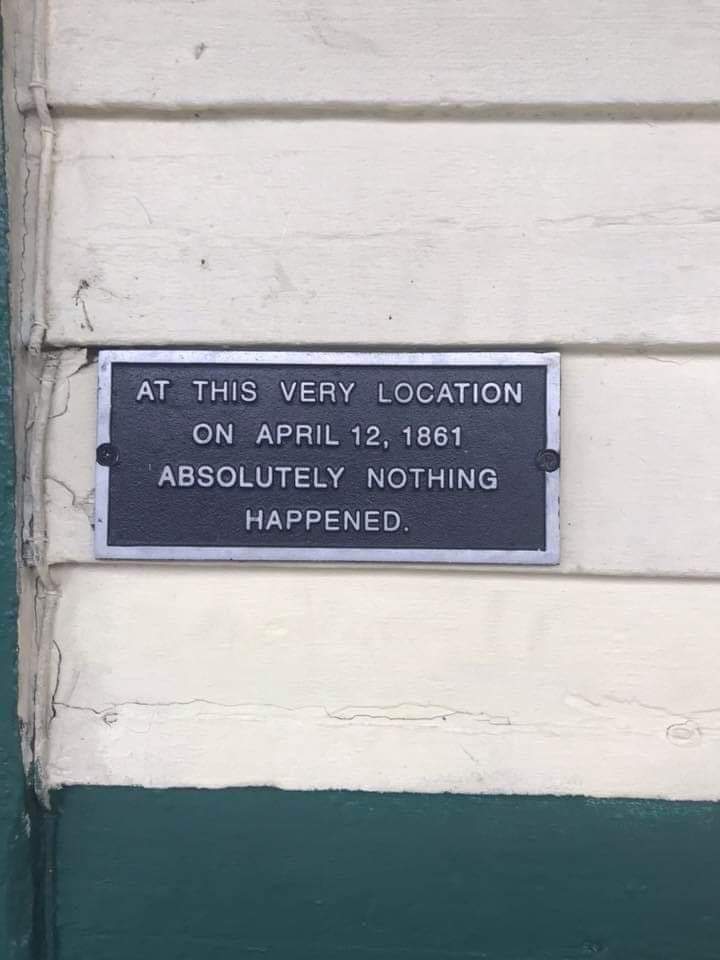 AT THIS VERY LOCATION
ON APRIL 12, 1861
ABSOLUTELY NOTHING
HAPPENED.